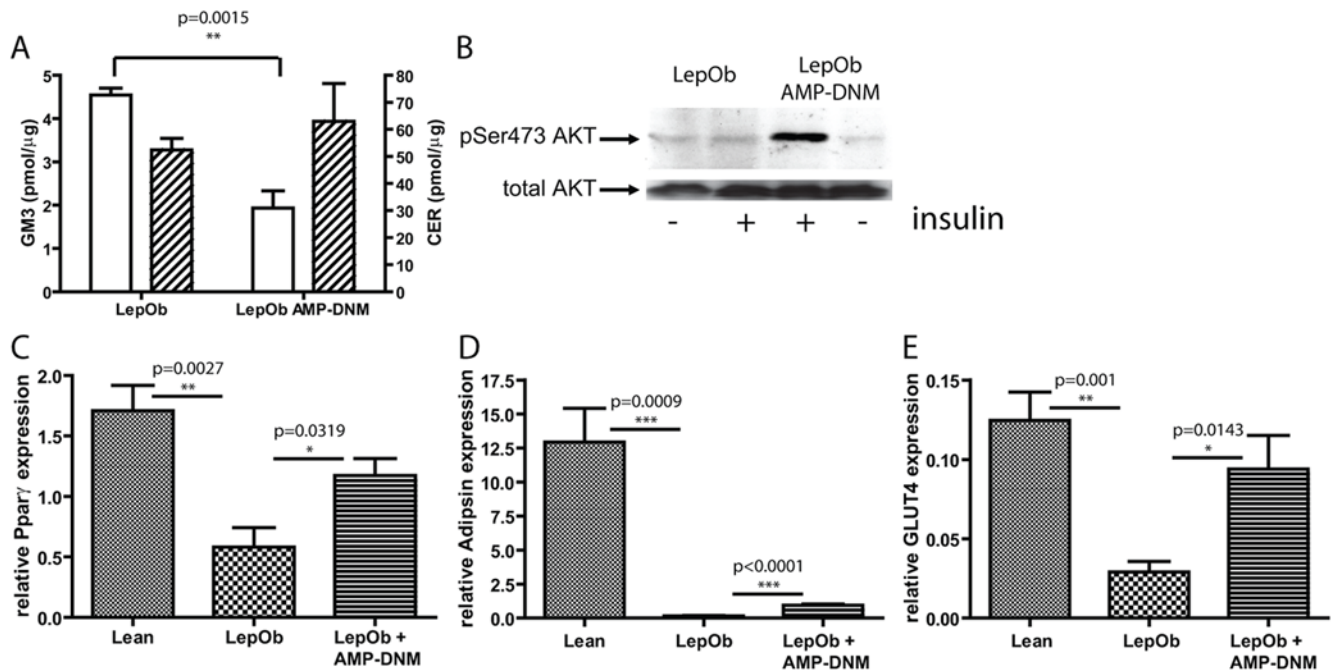 A
p=0.0015
**
5
4
3
2
1
0
GM3 (pmol/µg)
80
70
60
50
40
30
20
10
0
CER (pmol/µg)
LepOb
LepOb AMP-DNM
B
LepOb
LepOb
AMP-DNM
pSer473 AKT
total AKT
- + + - insulin
C
p=0.0027
**
p=0.0319
*
2.0
1.5
1.0
0.5
0.0
relative Pparγ expression
Lean
LepOb
LepOb +
AMP-DNM
D
p=0.0009
***
p<0.0001
***
17.5
15.0
12.5
10.0
7.5
5.0
2.5
0.0
relative Adipsin expression
Lean
LepOb
LepOb +
AMP-DNM
E
p=0.001
**
p=0.0143
*
0.15
0.10
0.05
0.00
relative GLUT4 expression
Lean
LepOb
LepOb +
AMP-DNM